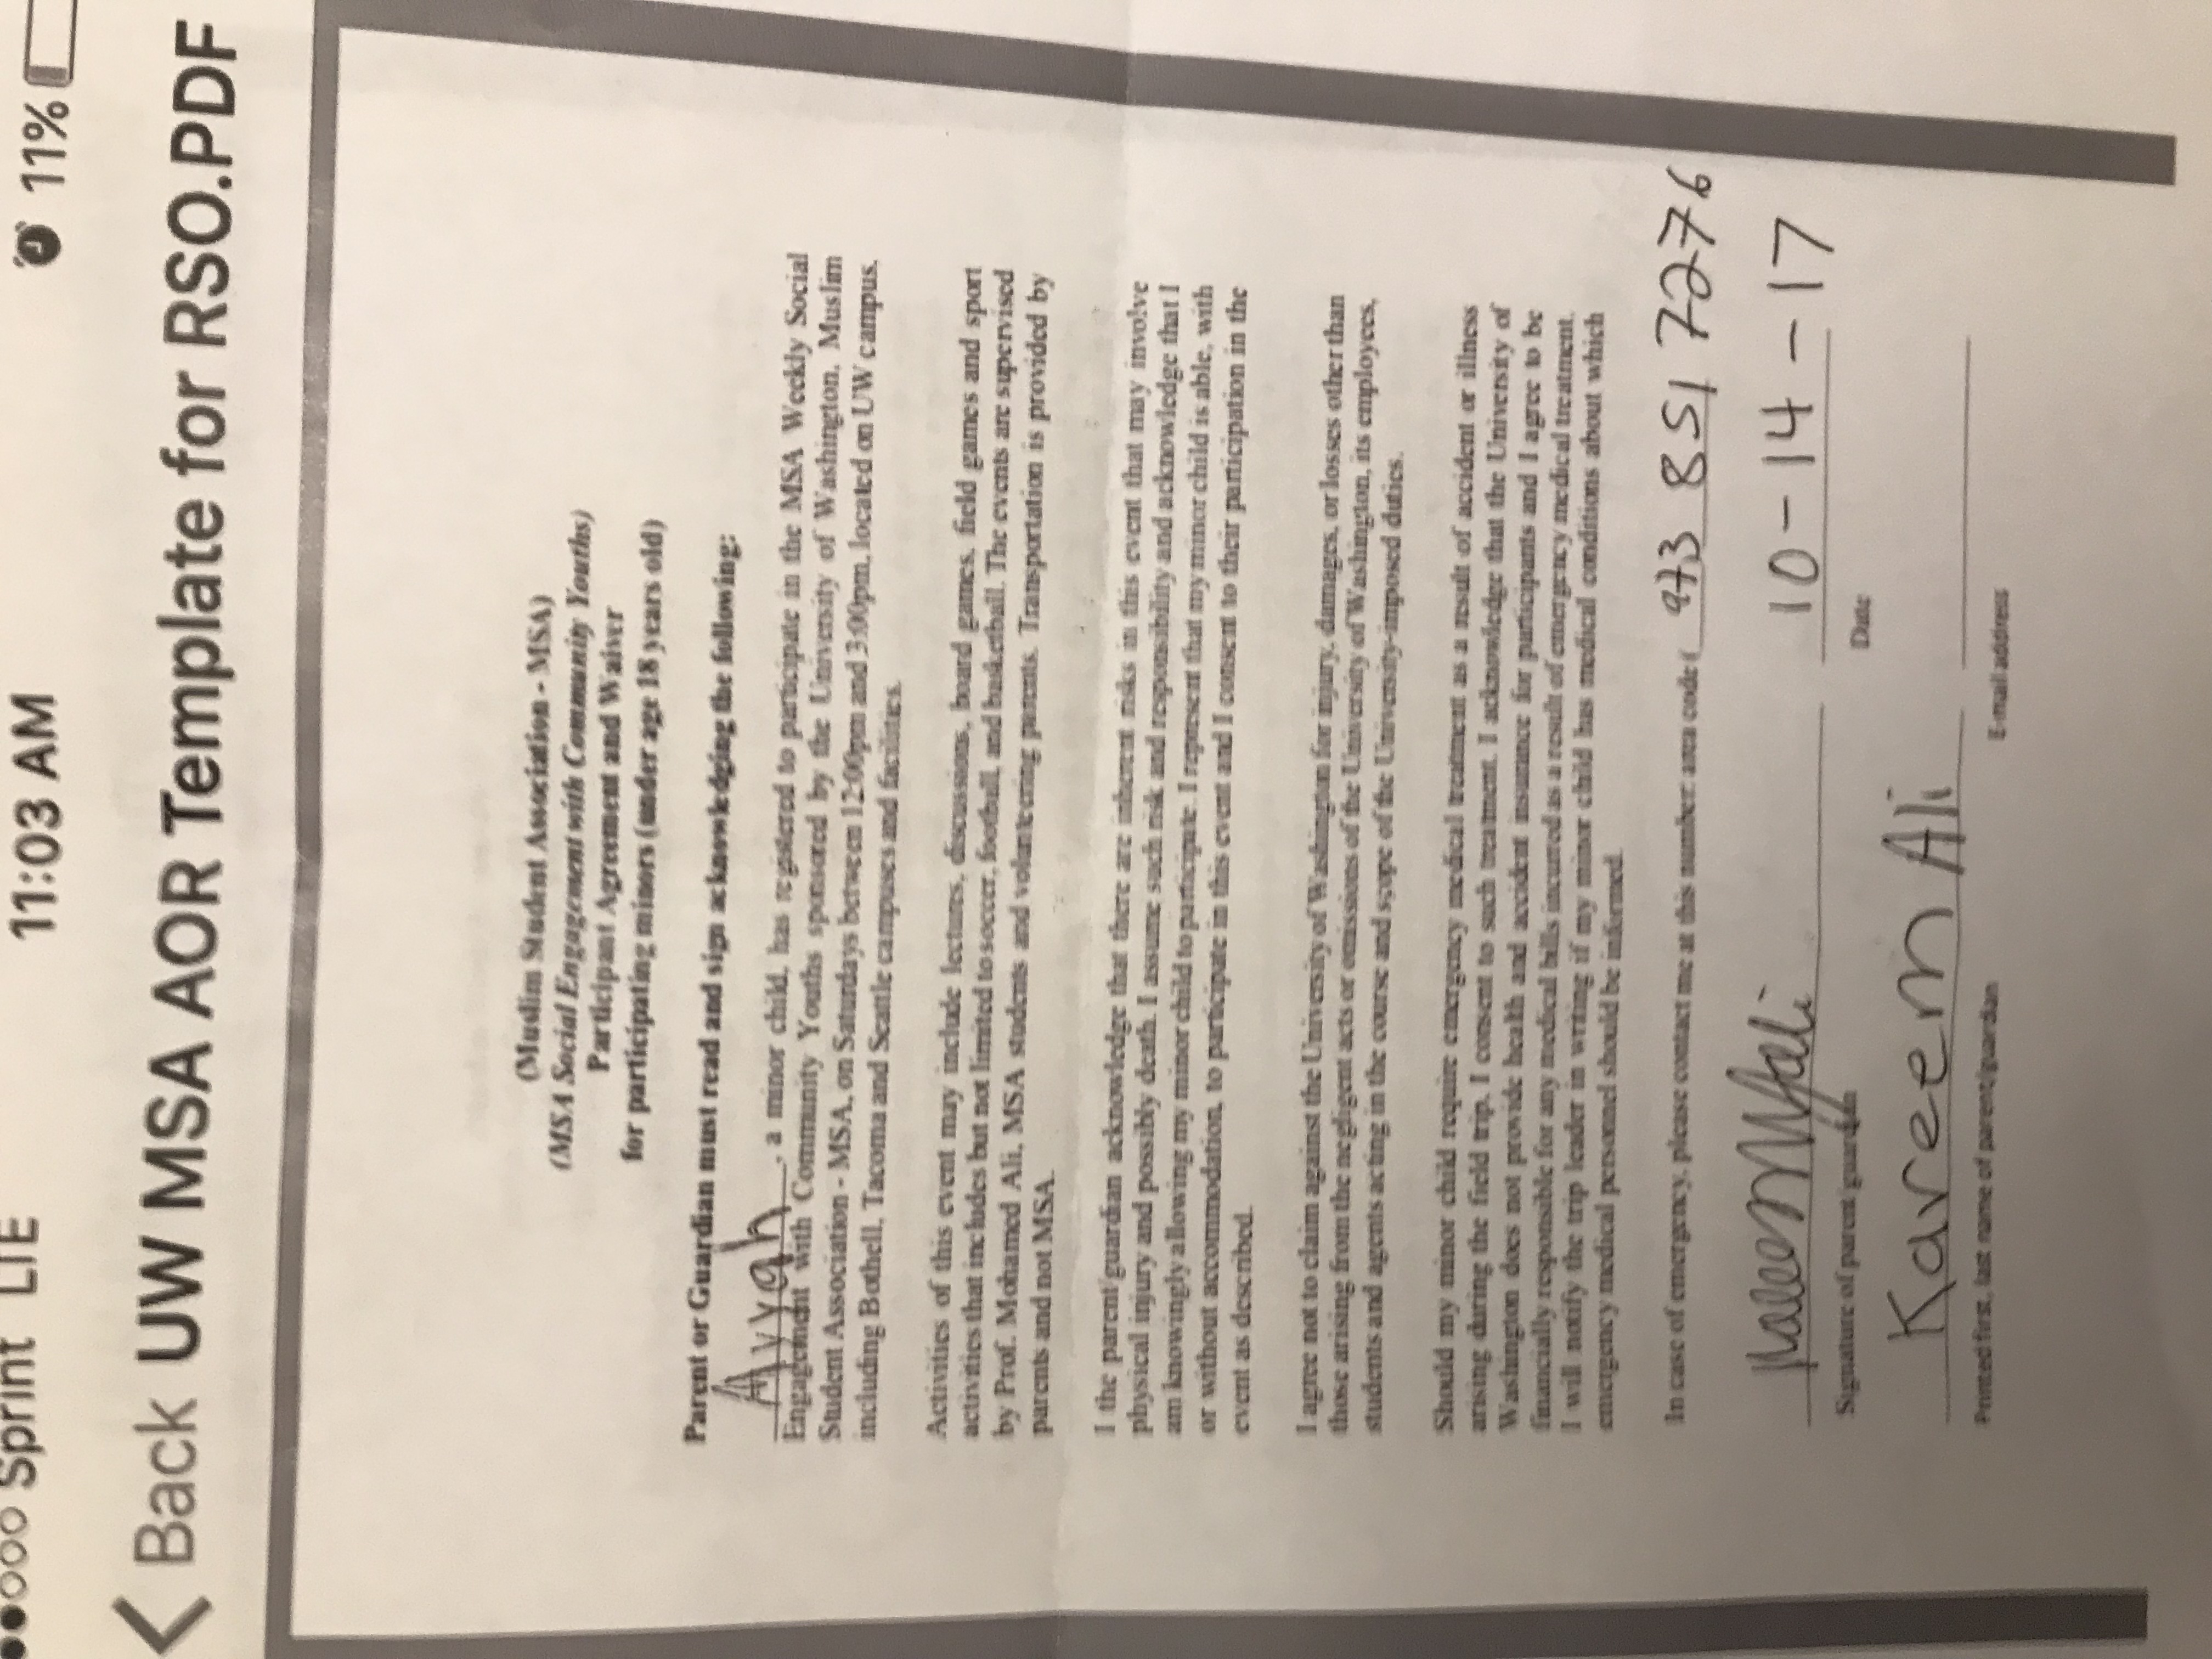 Sprint LTE 11:03 AM 11%
Back UW MSA AOR Template for RSO.PDF
(Muslim Student Association - MSA)
(MSA Social Engagement with Community Youths)
Participant Agreement and Waiver
for participating minors (under age 18 years old)
Parent or Guardian must read and sign acknowledging the following:
, a minor child, has registered to participate in the MSA Weekly Social
Engagement with Community Youths sponsored by the University of Washington, Muslim
Student Association - MSA, on Saturdays between 12:00pm and 3:00pm, located on UW campus,
including Bothell, Tacoma and Seattle campuses and facilities.
Activities of this event may include lectures, discussions, board games, field games and sport
activities that includes but not limited to soccer, football, and basketball. The events are supervised
by Prof. Mohamed Ali, MSA students and volunteering parents. Transportation is provided by
parents and not MSA.
I the parent/guardian acknowledge that there are inherent risks in this event that may involve
physical injury and possibly death. I assume such risk and responsibility and acknowledge that I
am knowingly allowing my minor child to participate. I represent that my minor child is able, with
or without accommodation, to participate in this event and I consent to their participation in the
event as described.
I agree not to claim against the University of Washington for injury, damages, or losses other than
those arising from the negligent acts or omissions of the University of Washington, its employees,
students and agents acting in the course and scope of the University-imposed duties.
Should my minor child require emergency medical treatment as a result of accident or illness
arising during the field trip, I consent to such treatment. I acknowledge that the University of
Washington does not provide health and accident insurance for participants and I agree to be
financially responsible for any medical bills incurred as a result of emergency medical treatment.
I will notify the trip leader in writing if my minor child has medical conditions about which
emergency medical personnel should be informed.
In case of emergency, please contact me at this number: area code ( 973 851 7276
10-14-17
Signature of parent/guardian Date
Kareem Ali
Printed first, last name of parent/guardian E-mail address